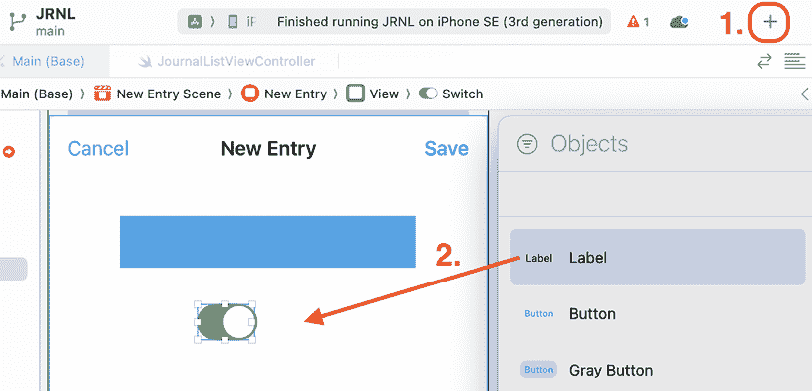 JRNL
main
iF
Finished running JRNL on iPhone SE (3rd generation)
1
1.
Main (Base)
JournalListViewController
Main (Base)
New Entry Scene
New Entry
View
Switch
Cancel
New Entry
Save
Objects
2.
Label
Label
Button
Button
Button
Gray Button